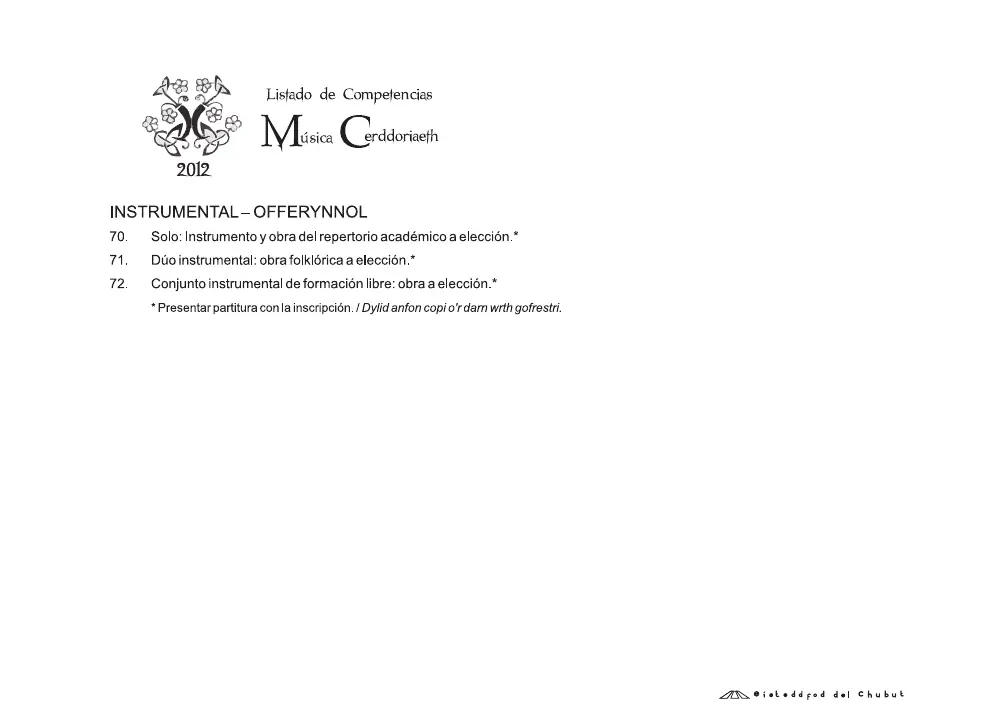 Listado de Competencias
Música Cerddoriaeth
2012
INSTRUMENTAL – OFFERYNNOL
70. Solo: Instrumento y obra del repertorio académico a elección.*
71. Dúo instrumental: obra folklórica a elección.*
72. Conjunto instrumental de formación libre: obra a elección.*
* Presentar partitura con la inscripción. / Dylid anfon copi o'r darn wrth gofrestri.
eisteddfod del Chubut